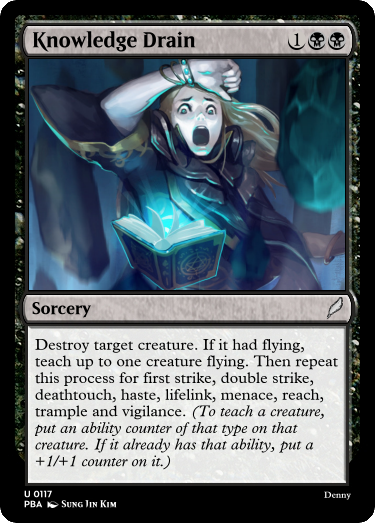 Knowledge Drain 1
Sorcery
Destroy target creature. If it had flying,
teach up to one creature flying. Then repeat
this process for first strike, double strike,
deathtouch, haste, lifelink, menace, reach,
trample and vigilance. (To teach a creature,
put an ability counter of that type on that
creature. If it already has that ability, put a
+1/+1 counter on it.)
U 0117
PBA Sung Jin Kim
Denny